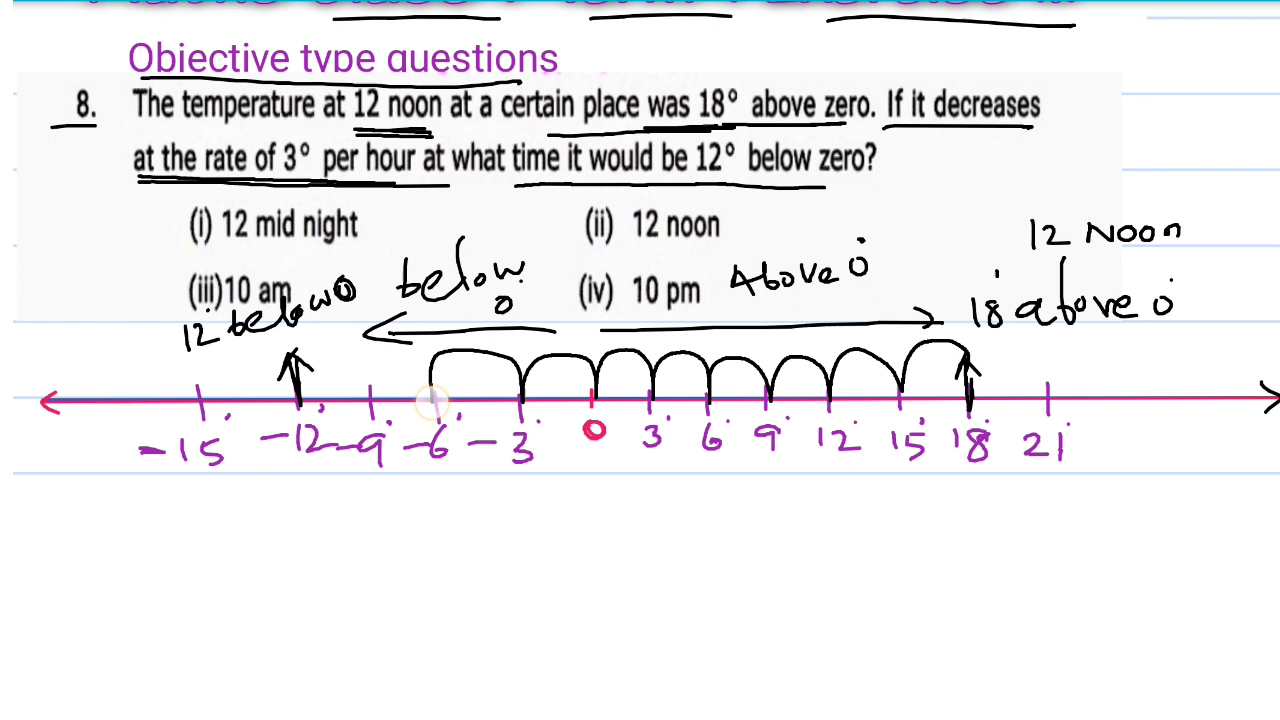 Objective type questions
8. The temperature at 12 noon at a certain place was 18° above zero. If it decreases
at the rate of 3° per hour at what time it would be 12° below zero?
(i) 12 mid night (ii) 12 noon
(iii) 10 am (iv) 10 pm
12 Noon
18° above 0°
Above 0°
below 0
12° below 0
-15° -12° -9° -6° -3° 0 3° 6° 9° 12° 15° 18° 21°